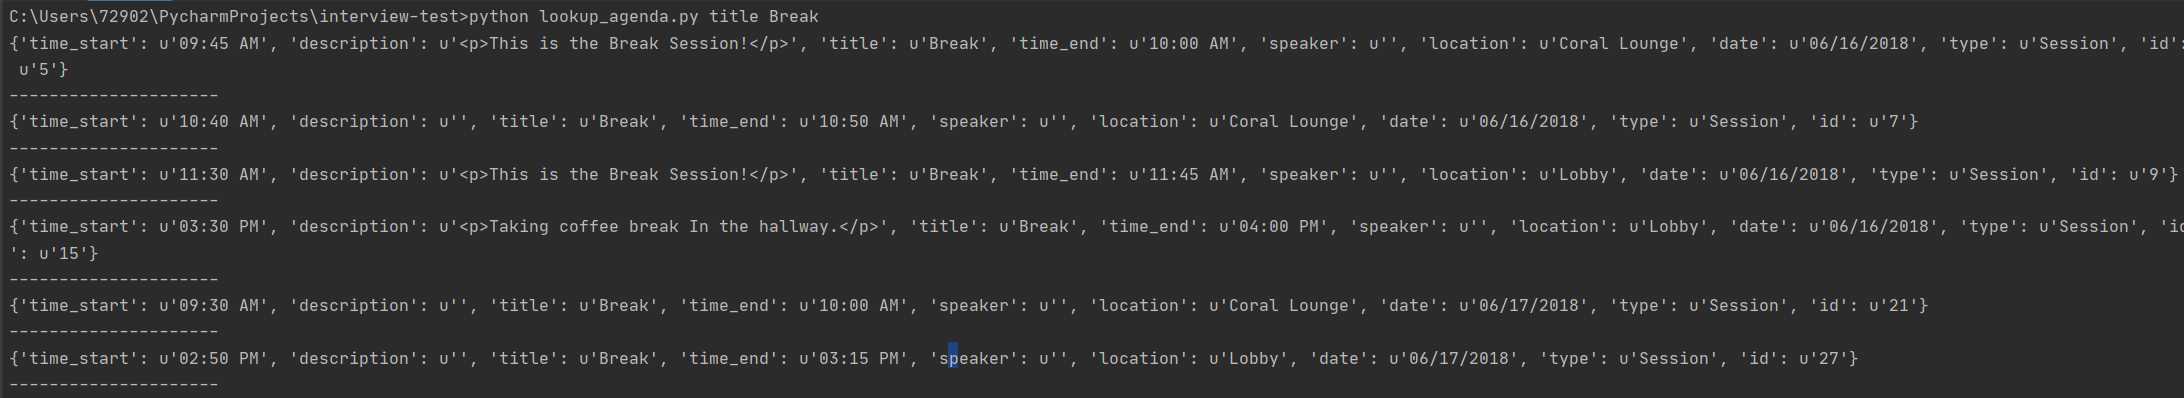 C:\Users\72902\PycharmProjects\interview-test>python lookup_agenda.py title Break
{'time_start': u'09:45 AM', 'description': u'<p>This is the Break Session!</p>', 'title': u'Break', 'time_end': u'10:00 AM', 'speaker': u'', 'location': u'Coral Lounge', 'date': u'06/16/2018', 'type': u'Session', 'id':
 u'5'}
---------------------
{'time_start': u'10:40 AM', 'description': u'', 'title': u'Break', 'time_end': u'10:50 AM', 'speaker': u'', 'location': u'Coral Lounge', 'date': u'06/16/2018', 'type': u'Session', 'id': u'7'}
---------------------
{'time_start': u'11:30 AM', 'description': u'<p>This is the Break Session!</p>', 'title': u'Break', 'time_end': u'11:45 AM', 'speaker': u'', 'location': u'Lobby', 'date': u'06/16/2018', 'type': u'Session', 'id': u'9'}
---------------------
{'time_start': u'03:30 PM', 'description': u'<p>Taking coffee break In the hallway.</p>', 'title': u'Break', 'time_end': u'04:00 PM', 'speaker': u'', 'location': u'Lobby', 'date': u'06/16/2018', 'type': u'Session', 'id
': u'15'}
---------------------
{'time_start': u'09:30 AM', 'description': u'', 'title': u'Break', 'time_end': u'10:00 AM', 'speaker': u'', 'location': u'Coral Lounge', 'date': u'06/17/2018', 'type': u'Session', 'id': u'21'}
---------------------
{'time_start': u'02:50 PM', 'description': u'', 'title': u'Break', 'time_end': u'03:15 PM', 'speaker': u'', 'location': u'Lobby', 'date': u'06/17/2018', 'type': u'Session', 'id': u'27'}
---------------------